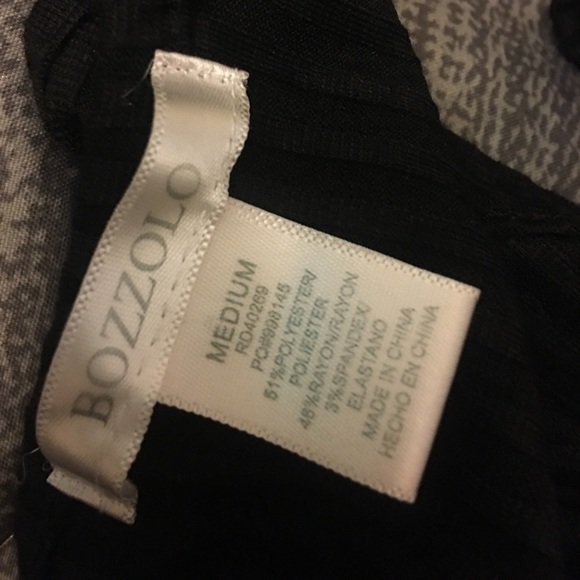 BOZZOLO
MEDIUM
RD40269
PO#998145
51%POLYESTER/
POLIESTER
46%RAYON/RAYON
3%SPANDEX/
ELASTANO
MADE IN CHINA
HECHO EN CHINA